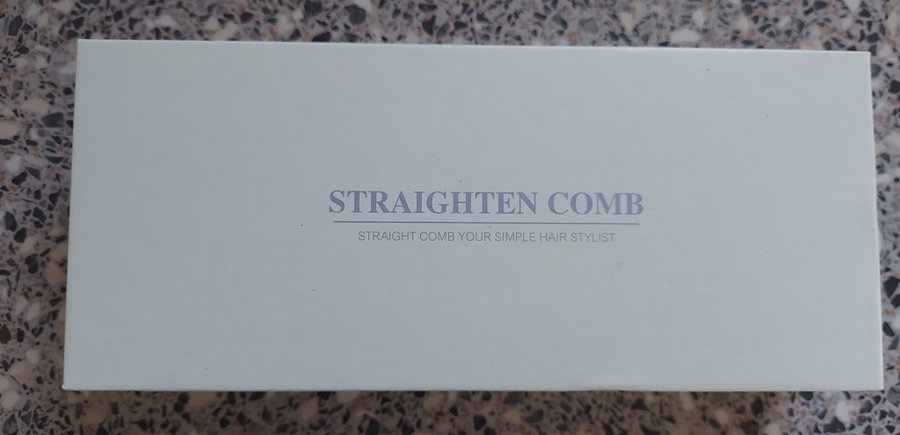 STRAIGHTEN COMB
STRAIGHT COMB YOUR SIMPLE HAIR STYLIST